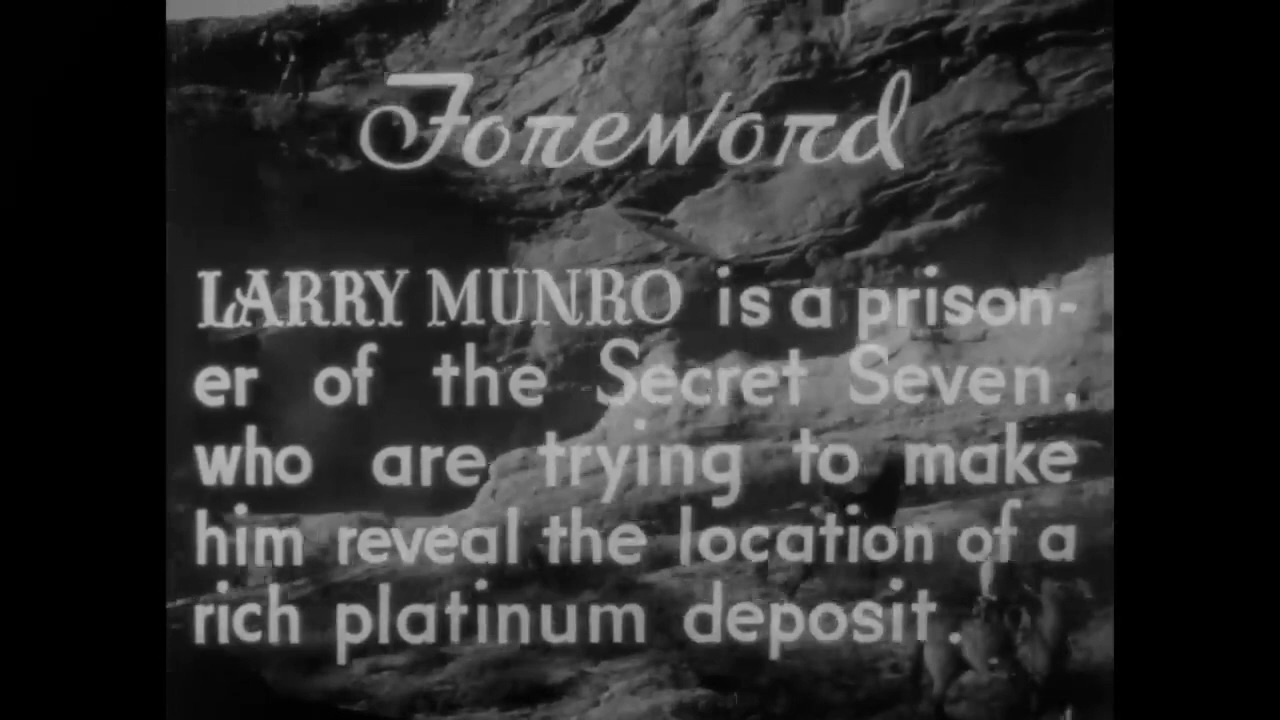 Foreword
LARRY MUNRO is a prison-
er of the Secret Seven,
who are trying to make
him reveal the location of a
rich platinum deposit.